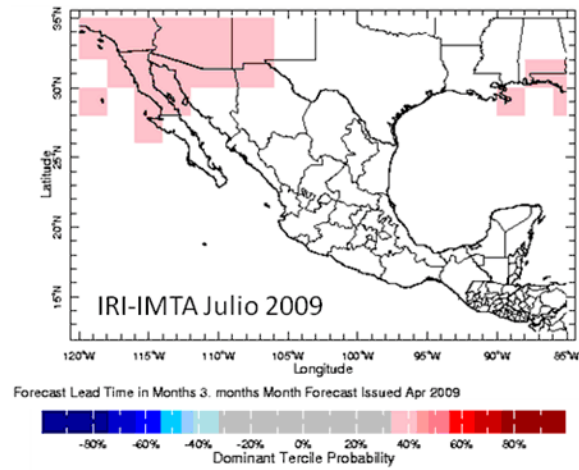 35°N
30°N
25°N
20°N
15°N
Latitude
IRI-IMTA Julio 2009
120°W 115°W 110°W 105°W 100°W 95°W 90°W 85°W
Longitude
Forecast Lead Time in Months 3. months Month Forecast Issued Apr 2009
-80% -60% -40% -20% 0% 20% 40% 60% 80%
Dominant Tercile Probability